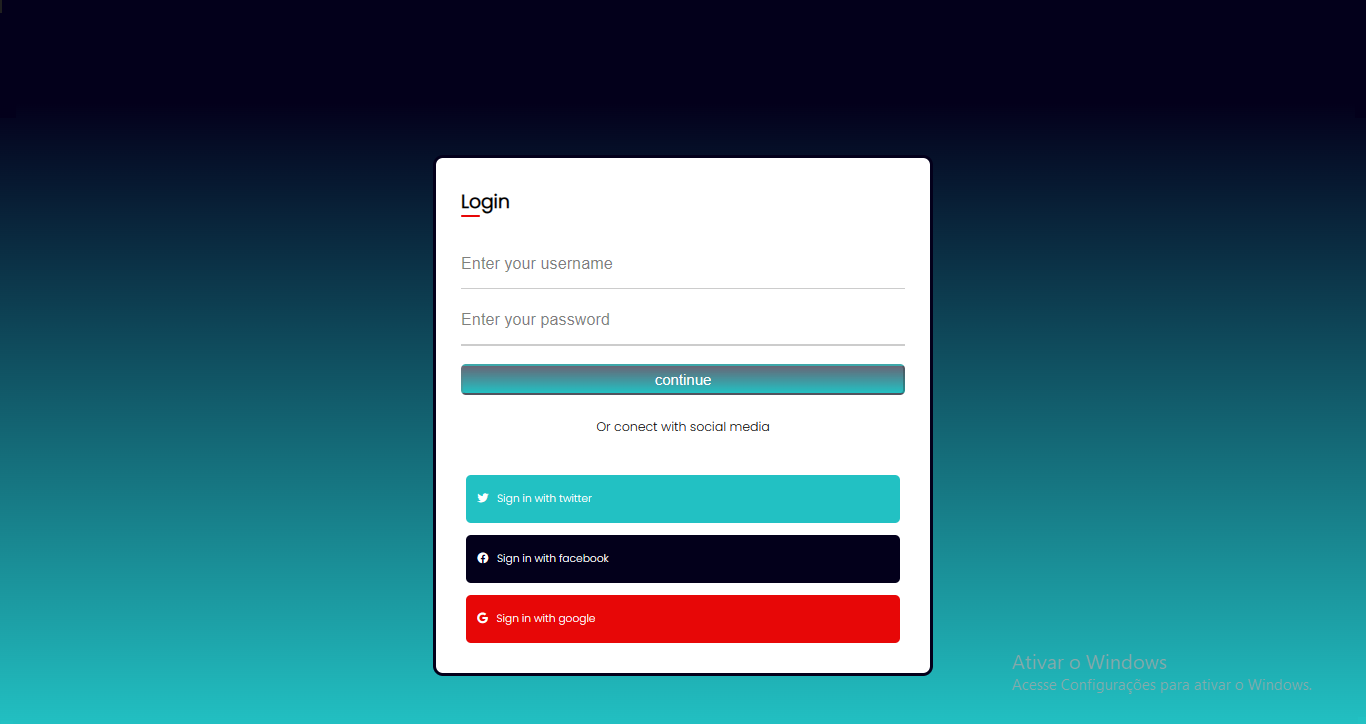 Login
Enter your username
Enter your password
continue
Or conect with social media
Sign in with twitter
Sign in with facebook
Sign in with google
Ativar o Windows
Acesse Configurações para ativar o Windows.